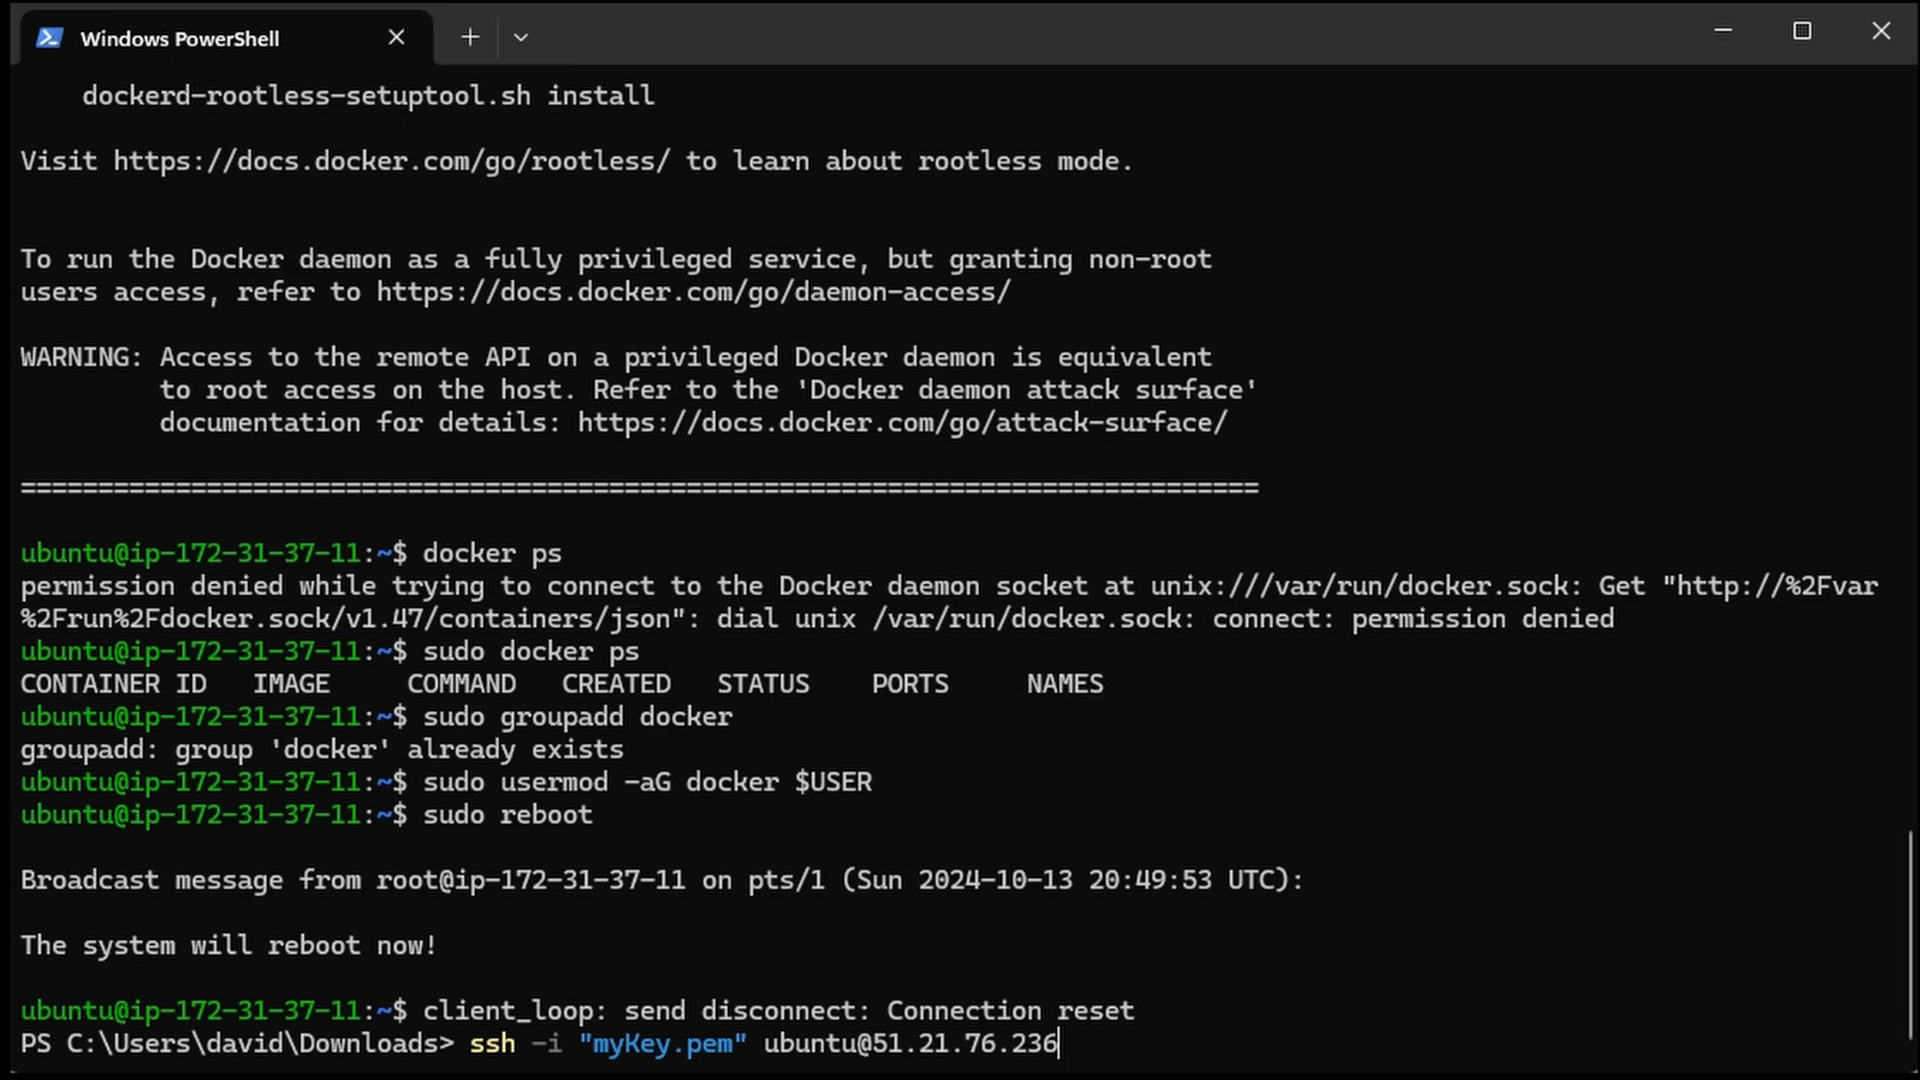 Windows PowerShell
dockerd-rootless-setuptool.sh install
Visit https://docs.docker.com/go/rootless/ to learn about rootless mode.
To run the Docker daemon as a fully privileged service, but granting non-root
users access, refer to https://docs.docker.com/go/daemon-access/
WARNING: Access to the remote API on a privileged Docker daemon is equivalent
to root access on the host. Refer to the 'Docker daemon attack surface'
documentation for details: https://docs.docker.com/go/attack-surface/
================================================================================
ubuntu@ip-172-31-37-11:~$ docker ps
permission denied while trying to connect to the Docker daemon socket at unix:///var/run/docker.sock: Get "http://%2Fvar
%2Frun%2Fdocker.sock/v1.47/containers/json": dial unix /var/run/docker.sock: connect: permission denied
ubuntu@ip-172-31-37-11:~$ sudo docker ps
CONTAINER ID   IMAGE     COMMAND   CREATED   STATUS    PORTS     NAMES
ubuntu@ip-172-31-37-11:~$ sudo groupadd docker
groupadd: group 'docker' already exists
ubuntu@ip-172-31-37-11:~$ sudo usermod -aG docker $USER
ubuntu@ip-172-31-37-11:~$ sudo reboot
Broadcast message from root@ip-172-31-37-11 on pts/1 (Sun 2024-10-13 20:49:53 UTC):
The system will reboot now!
ubuntu@ip-172-31-37-11:~$ client_loop: send disconnect: Connection reset
PS C:\Users\david\Downloads> ssh -i "myKey.pem" ubuntu@51.21.76.236